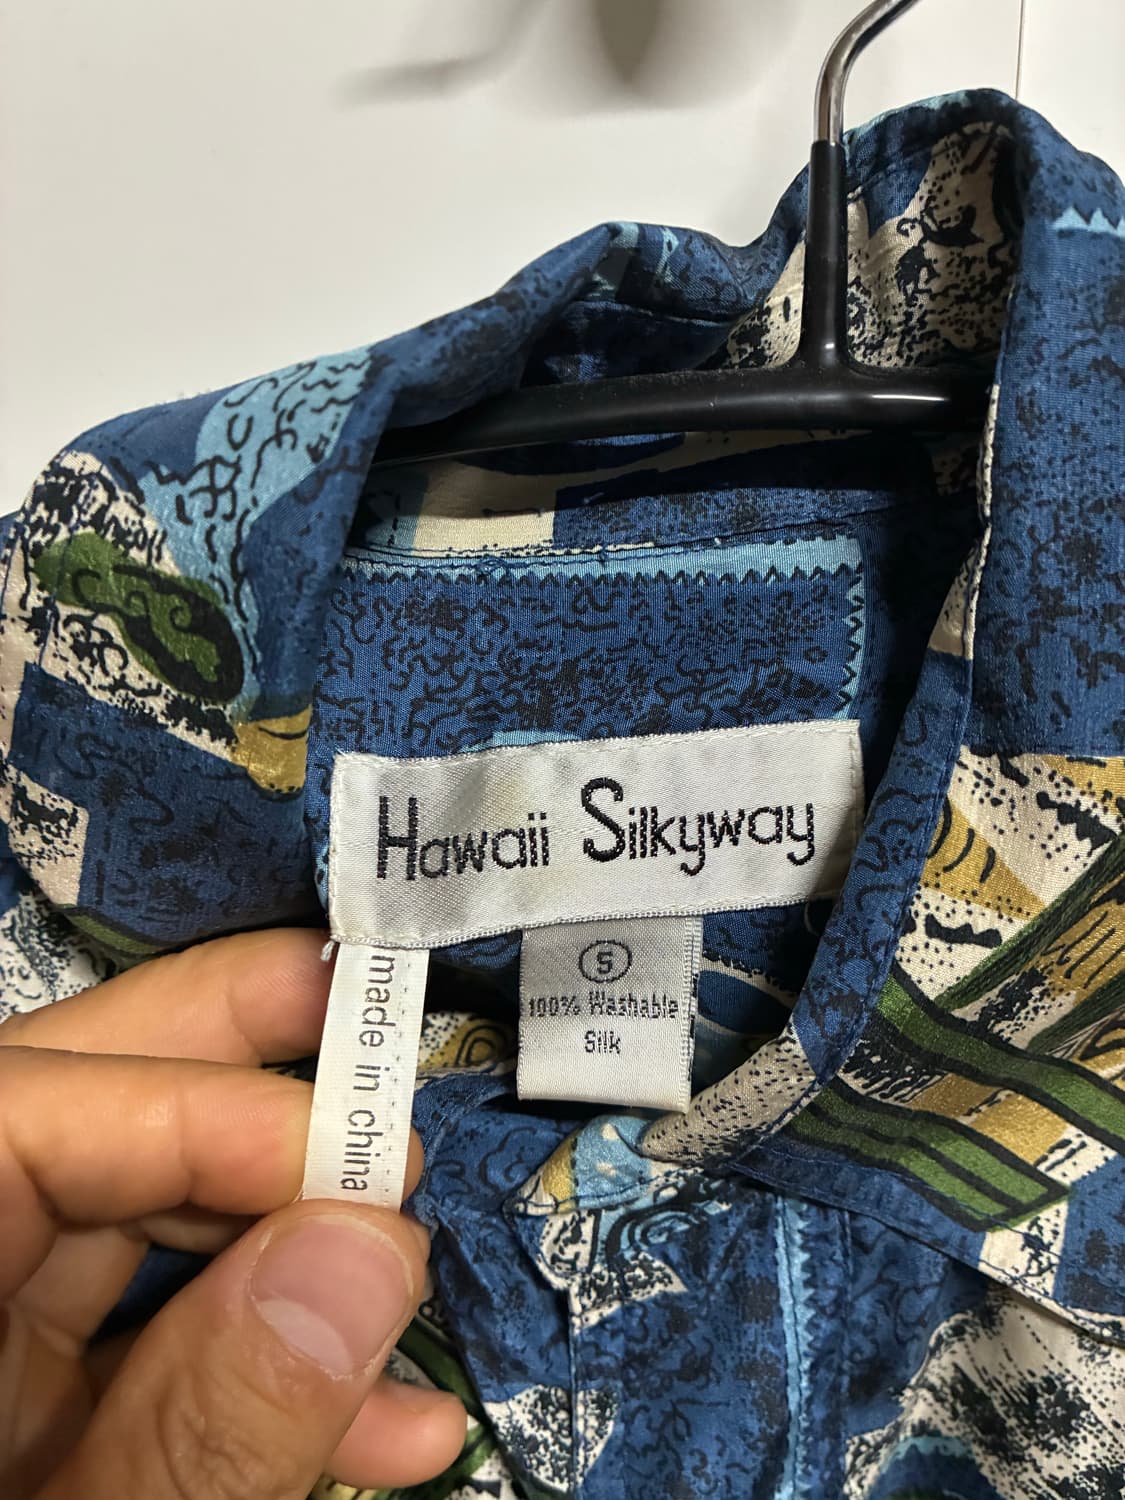 Hawaii Silkyway
S
100% Washable
Silk
made in china